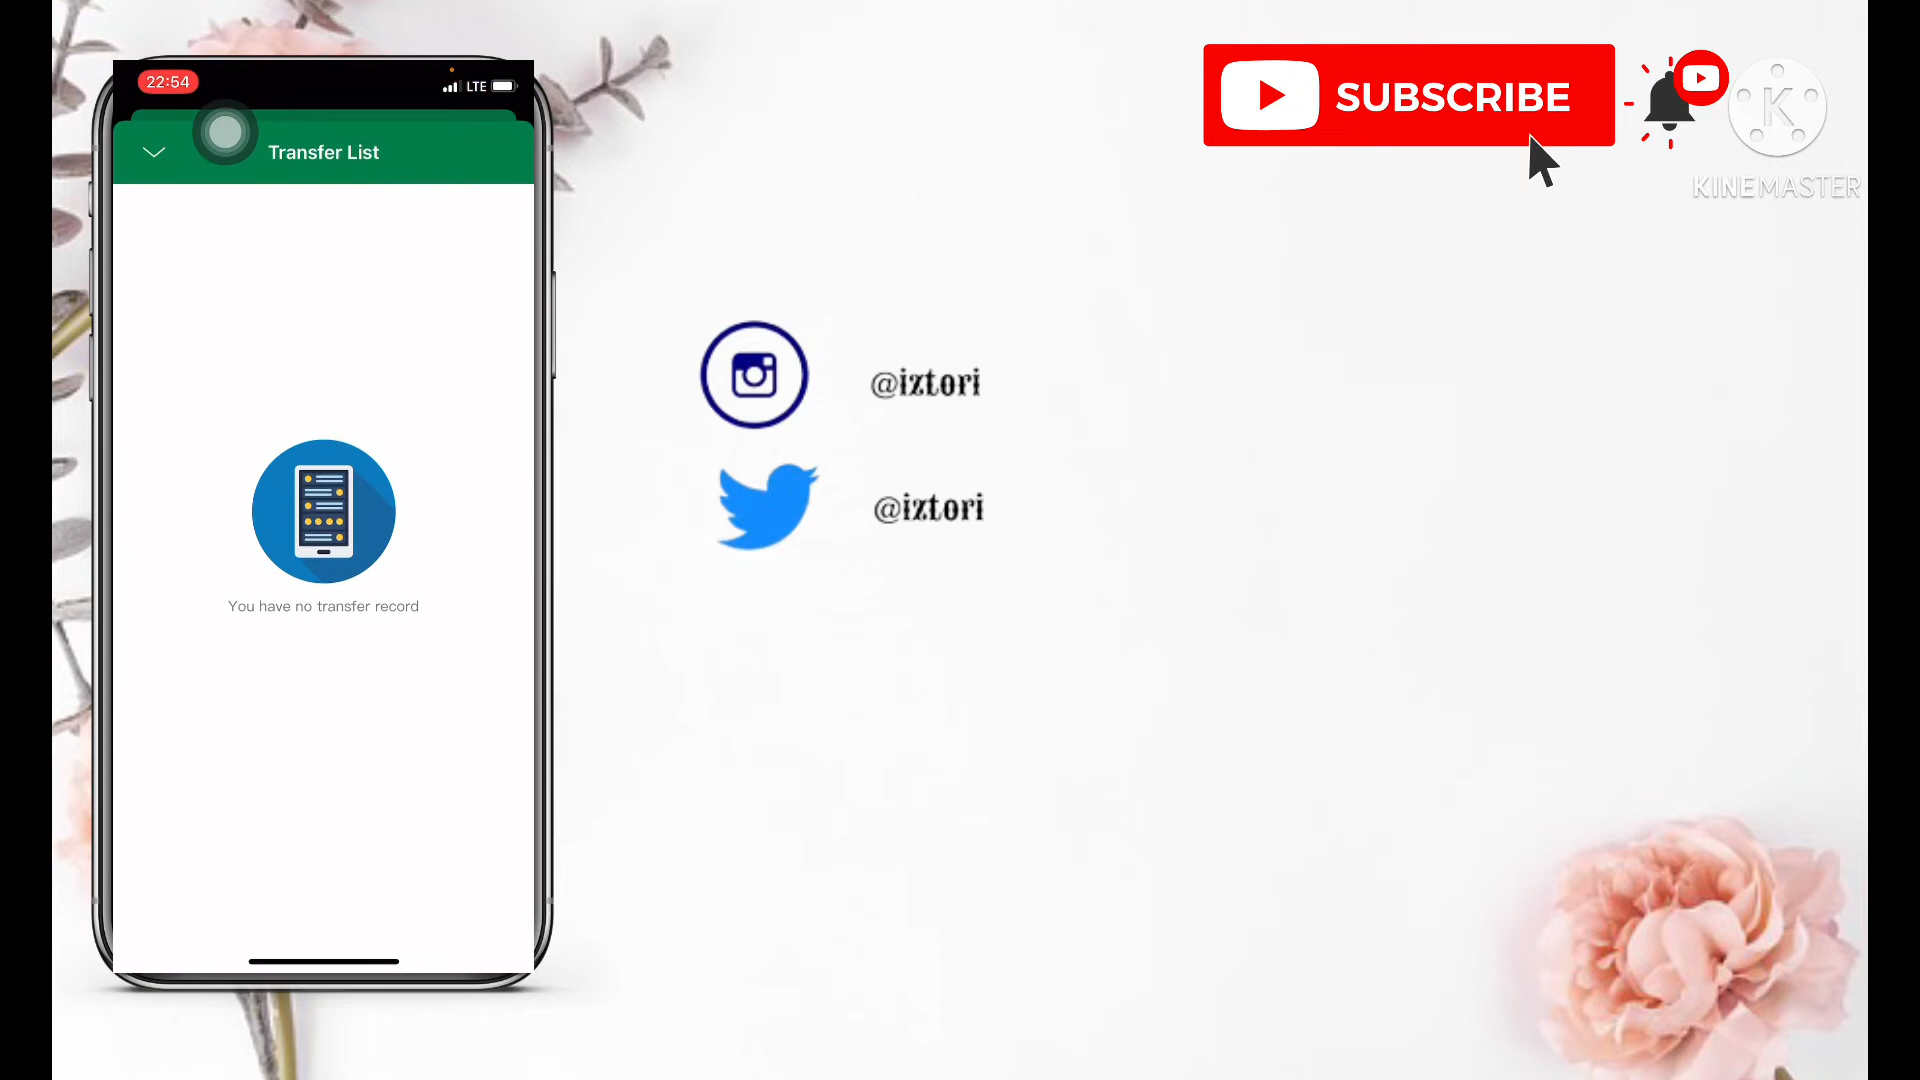 22:54
LTE
Transfer List
You have no transfer record
SUBSCRIBE
K
KINEMASTER
@iztori
@iztori